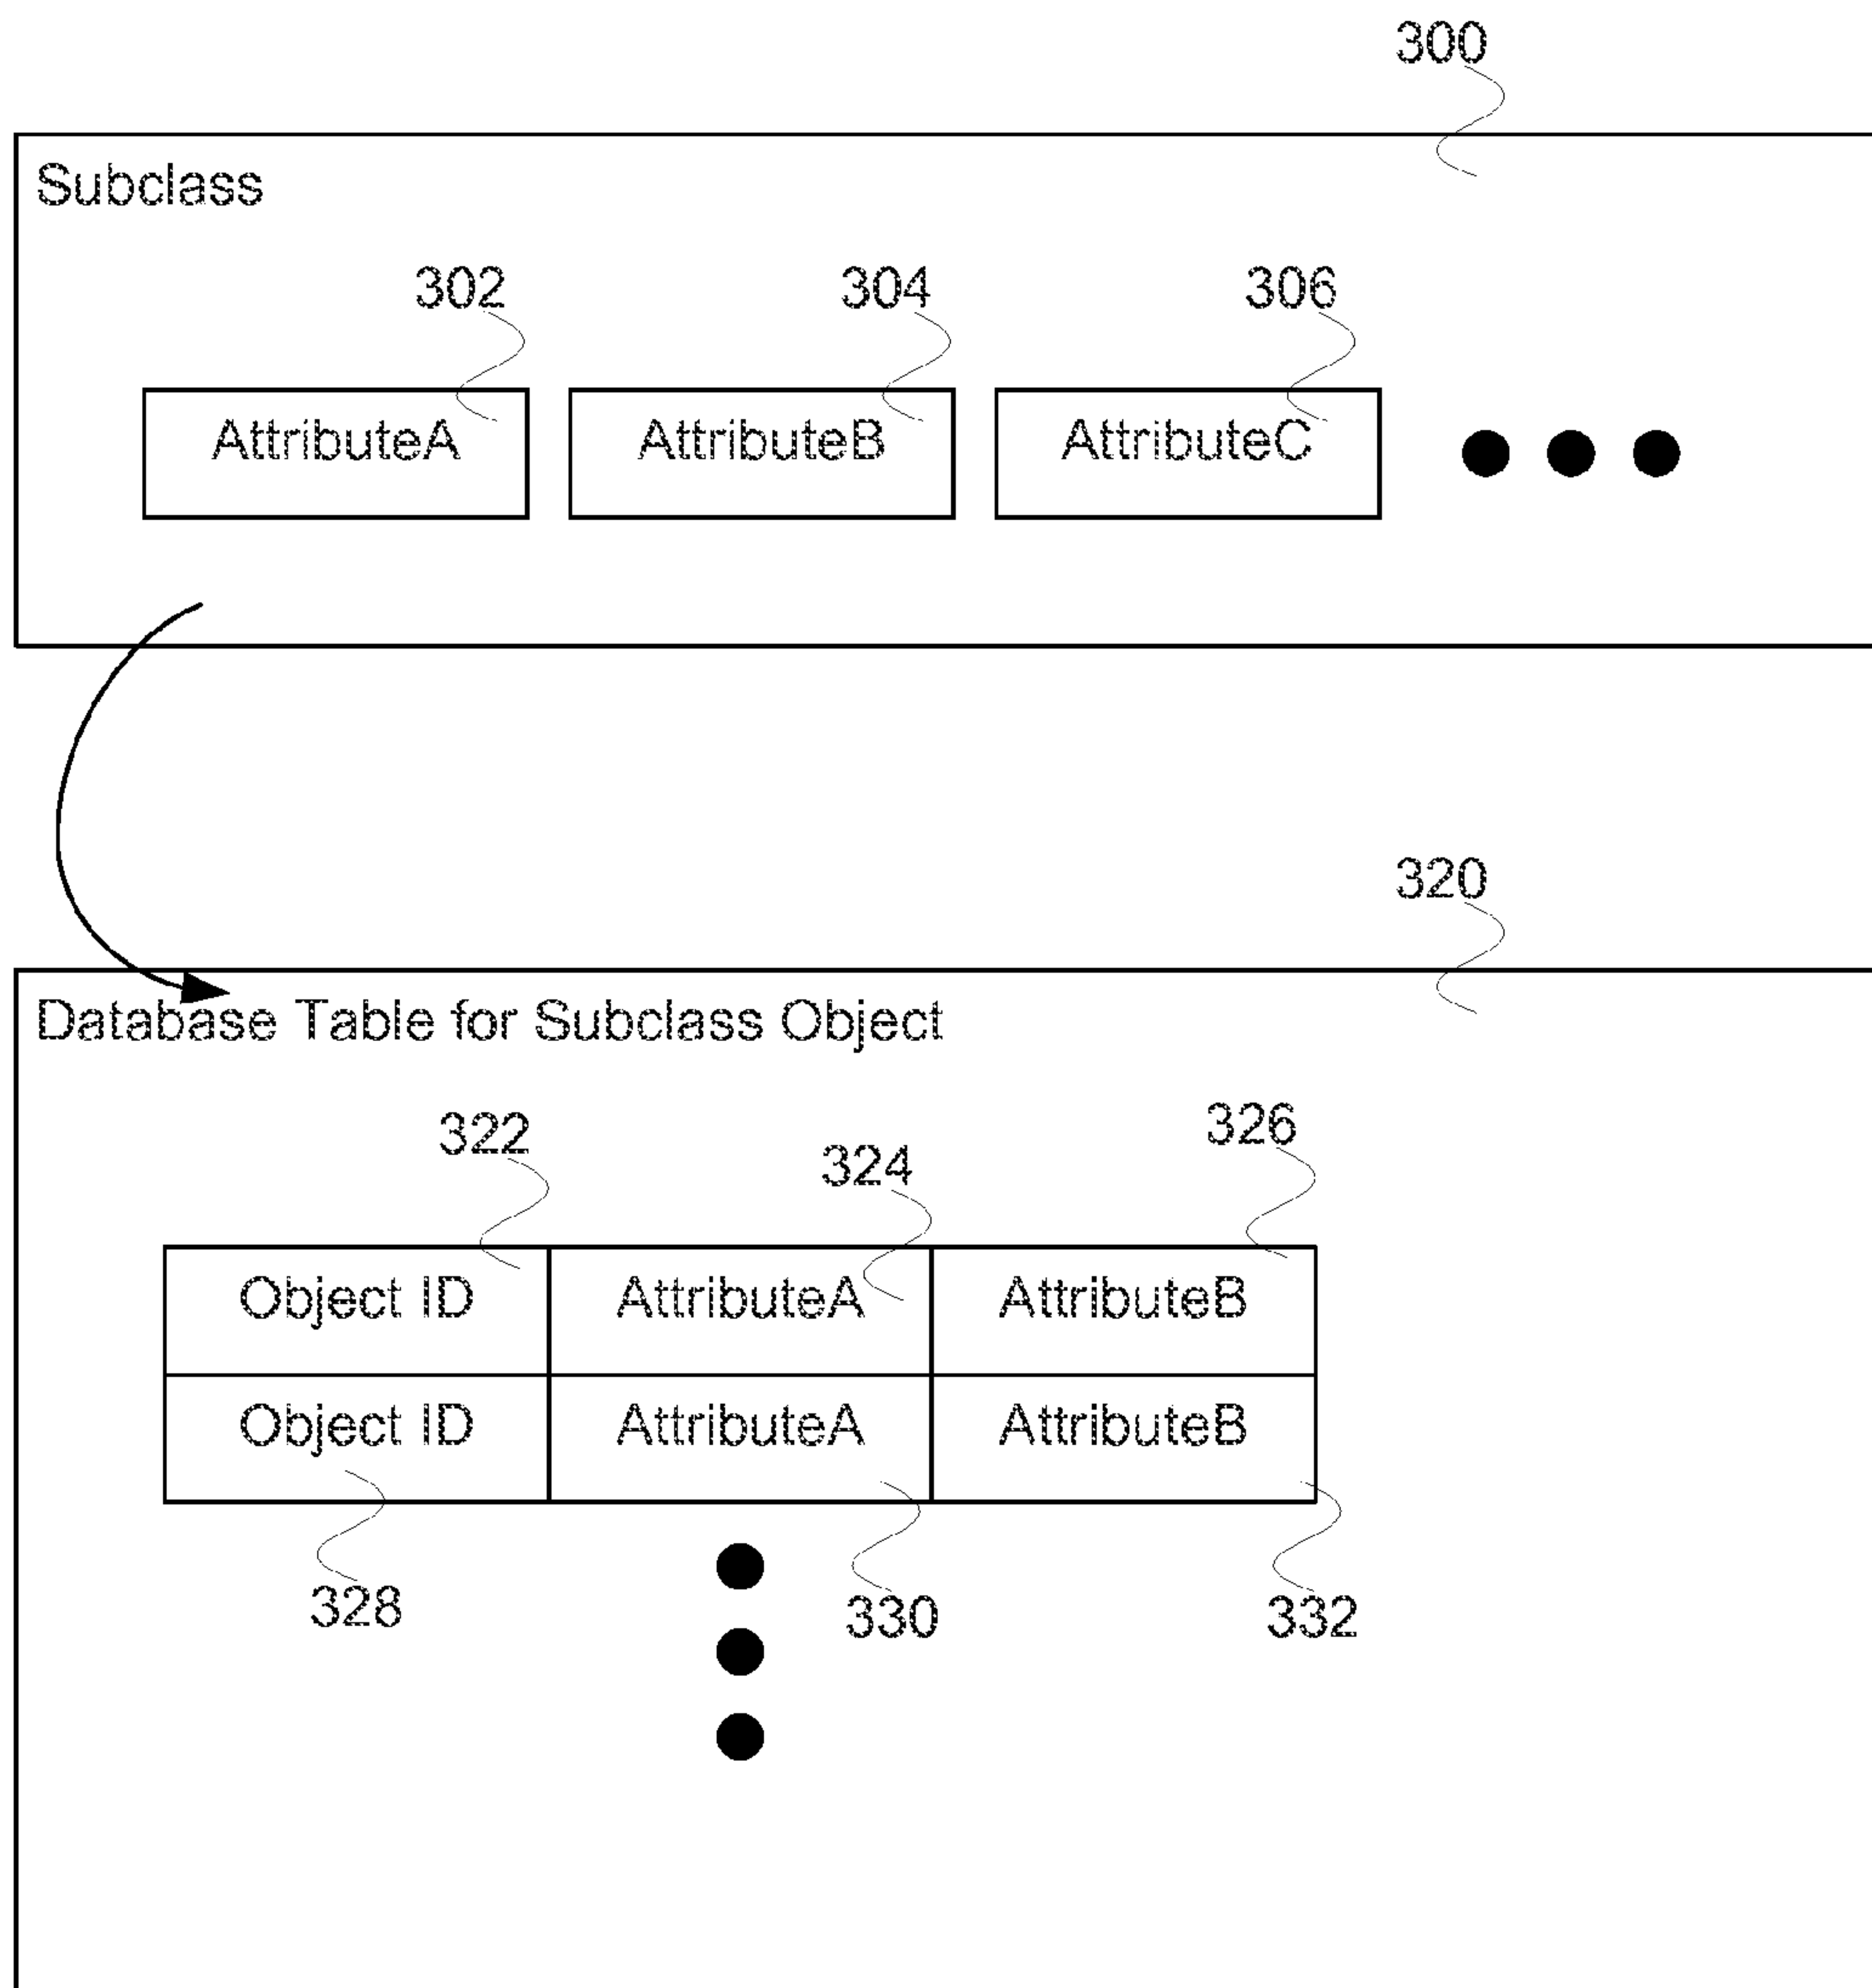 300
Subclass
302 304 306
AttributeA AttributeB AttributeC
320
Database Table for Subclass Object
322 324 326
Object ID AttributeA AttributeB
Object ID AttributeA AttributeB
328 330 332